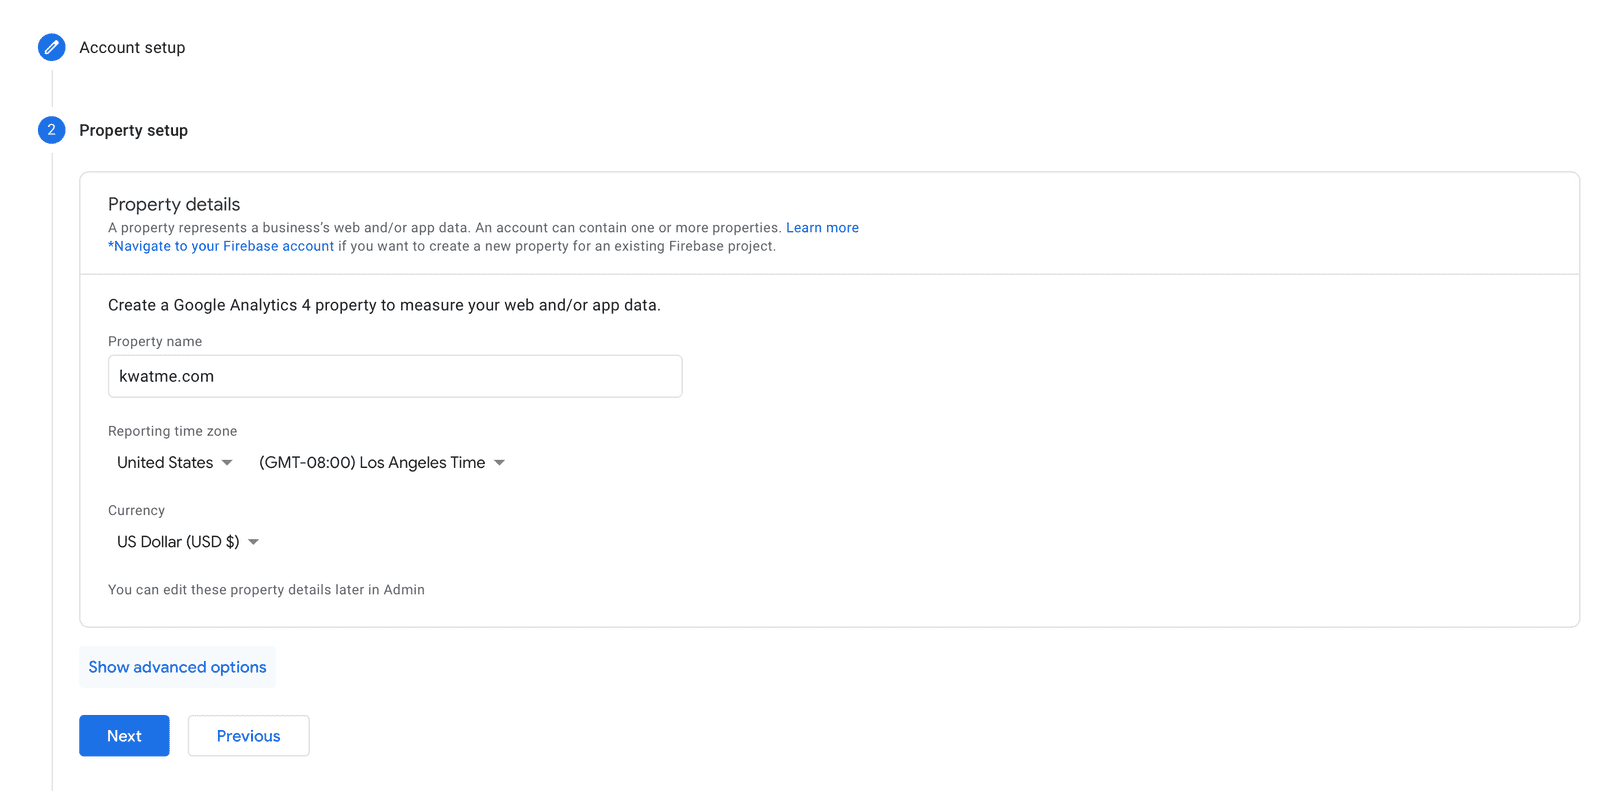 Account setup
2 Property setup
Property details
A property represents a business's web and/or app data. An account can contain one or more properties. Learn more
*Navigate to your Firebase account if you want to create a new property for an existing Firebase project.
Create a Google Analytics 4 property to measure your web and/or app data.
Property name
kwatme.com
Reporting time zone
United States (GMT-08:00) Los Angeles Time
Currency
US Dollar (USD $)
You can edit these property details later in Admin
Show advanced options
Next Previous